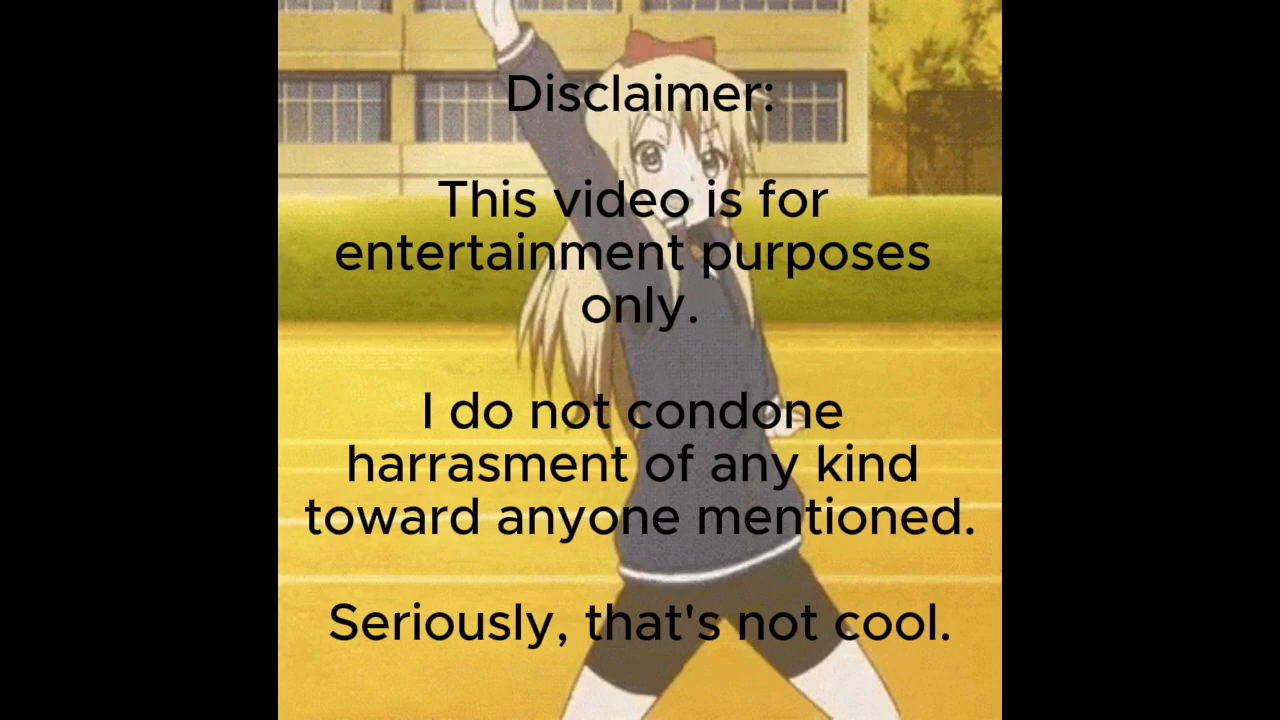 Disclaimer:
This video is for
entertainment purposes
only.
I do not condone
harrasment of any kind
toward anyone mentioned.
Seriously, that's not cool.